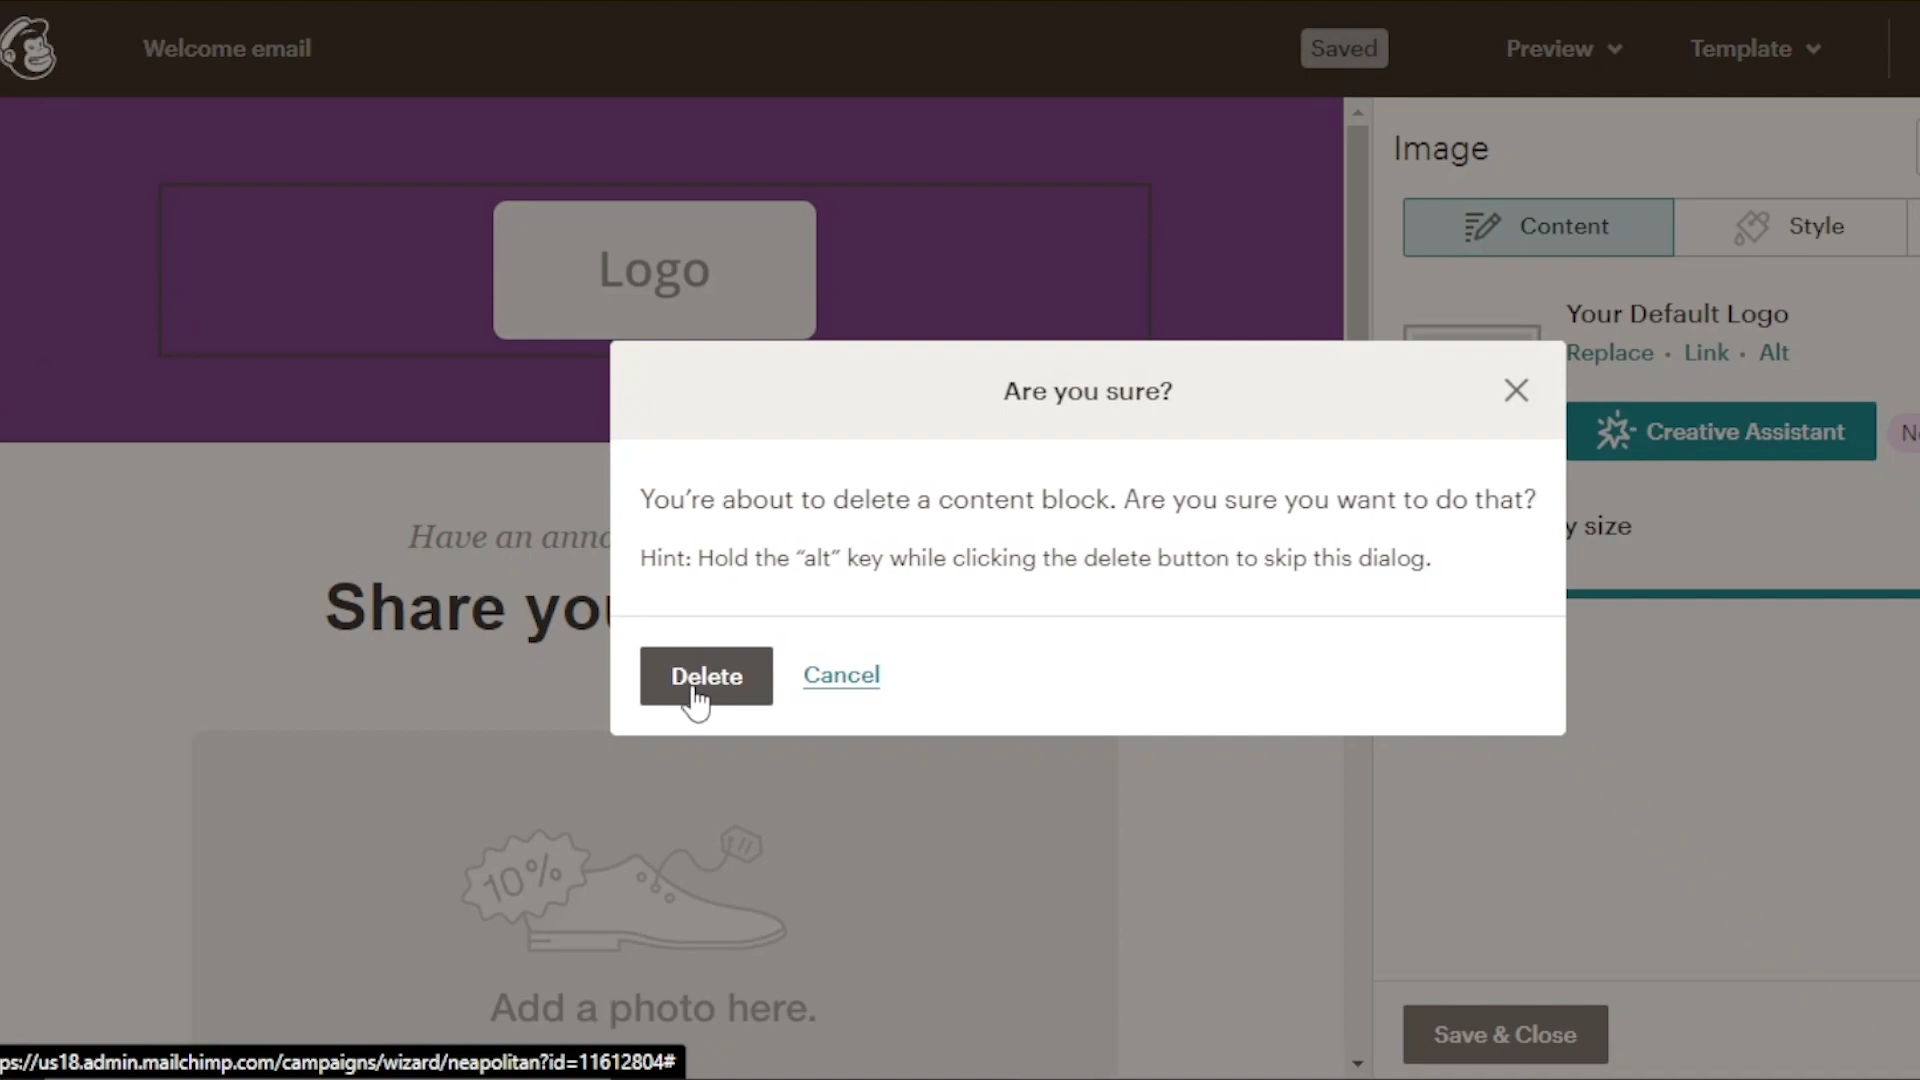 Welcome email
Saved
Preview
Template
Image
Logo
Content
Style
Your Default Logo
Replace • Link • Alt
Creative Assistant
Are you sure?
You're about to delete a content block. Are you sure you want to do that?
Hint: Hold the “alt” key while clicking the delete button to skip this dialog.
size
Have an
Share
Delete
Cancel
10%
Add a photo here.
Save & Close
ps://us18.admin.mailchimp.com/campaigns/wizard/neapolitan?id=11612804#